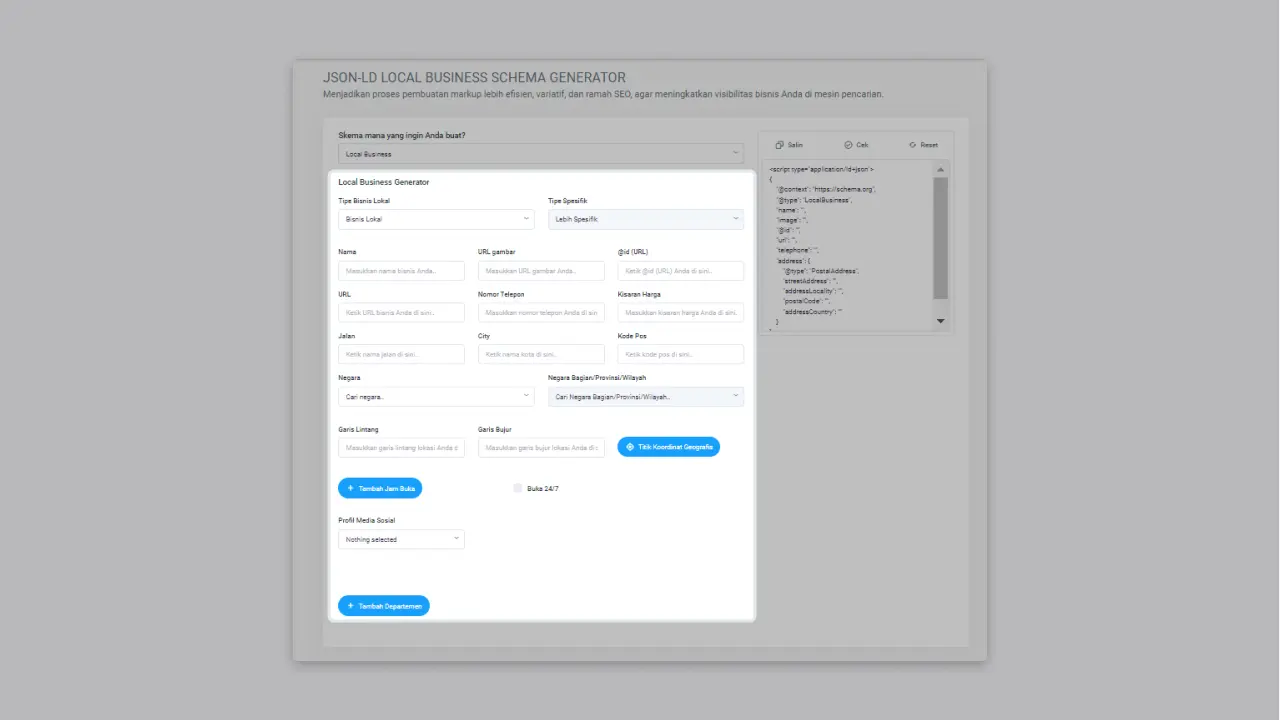 JSON-LD LOCAL BUSINESS SCHEMA GENERATOR
Menjadikan proses pembuatan markup lebih efisien, variatif, dan ramah SEO, agar meningkatkan visibilitas bisnis Anda di mesin pencarian.
Skema mana yang ingin Anda buat?
Local Business
Local Business Generator
Tipe Bisnis Lokal Tipe Spesifik
Bisnis Lokal Lebih Spesifik
Nama URL gambar @id (URL)
Masukkan nama bisnis Anda.. Masukkan URL gambar Anda.. Ketik @id (URL) Anda di sini..
URL Nomor Telepon Kisaran Harga
Ketik URL bisnis Anda di sini.. Masukkan nomor telepon Anda di sin Masukkan kisaran harga Anda di sini.
Jalan City Kode Pos
Ketik nama jalan di sini.. Ketik nama kota di sini.. Ketik kode pos di sini..
Negara Negara Bagian/Provinsi/Wilayah
Cari negara.. Cari Negara Bagian/Provinsi/Wilayah..
Garis Lintang Garis Bujur
Masukkan garis lintang lokasi Anda d Masukkan garis bujur lokasi Anda di s Titik Koordinat Geografis
+ Tambah Jam Buka Buka 24/7
Profil Media Sosial
Nothing selected
+ Tambah Departemen
Salin Cek Reset
<script type="application/ld+json">
{
"@context": "https://schema.org",
"@type": "LocalBusiness",
"name": "",
"image": "",
"@id": "",
"url": "",
"telephone": "",
"address": {
"@type": "PostalAddress",
"streetAddress": "",
"addressLocality": "",
"postalCode": "",
"addressCountry": ""
}